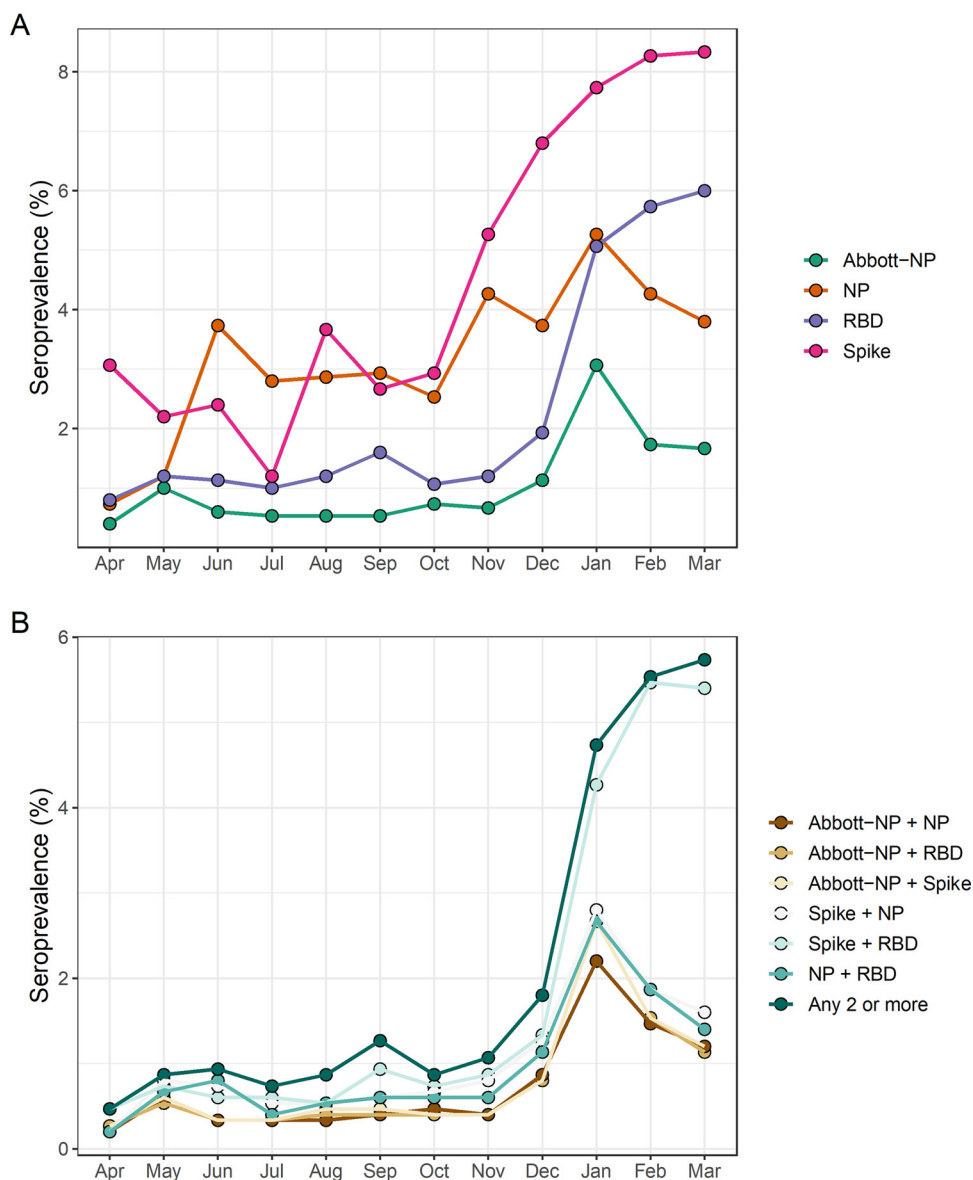 A
Seroprevalence (%)
8
6
4
2
Apr May Jun Jul Aug Sep Oct Nov Dec Jan Feb Mar
Abbott−NP
NP
RBD
Spike
B
Seroprevalence (%)
6
4
2
0
Apr May Jun Jul Aug Sep Oct Nov Dec Jan Feb Mar
Abbott−NP + NP
Abbott−NP + RBD
Abbott−NP + Spike
Spike + NP
Spike + RBD
NP + RBD
Any 2 or more